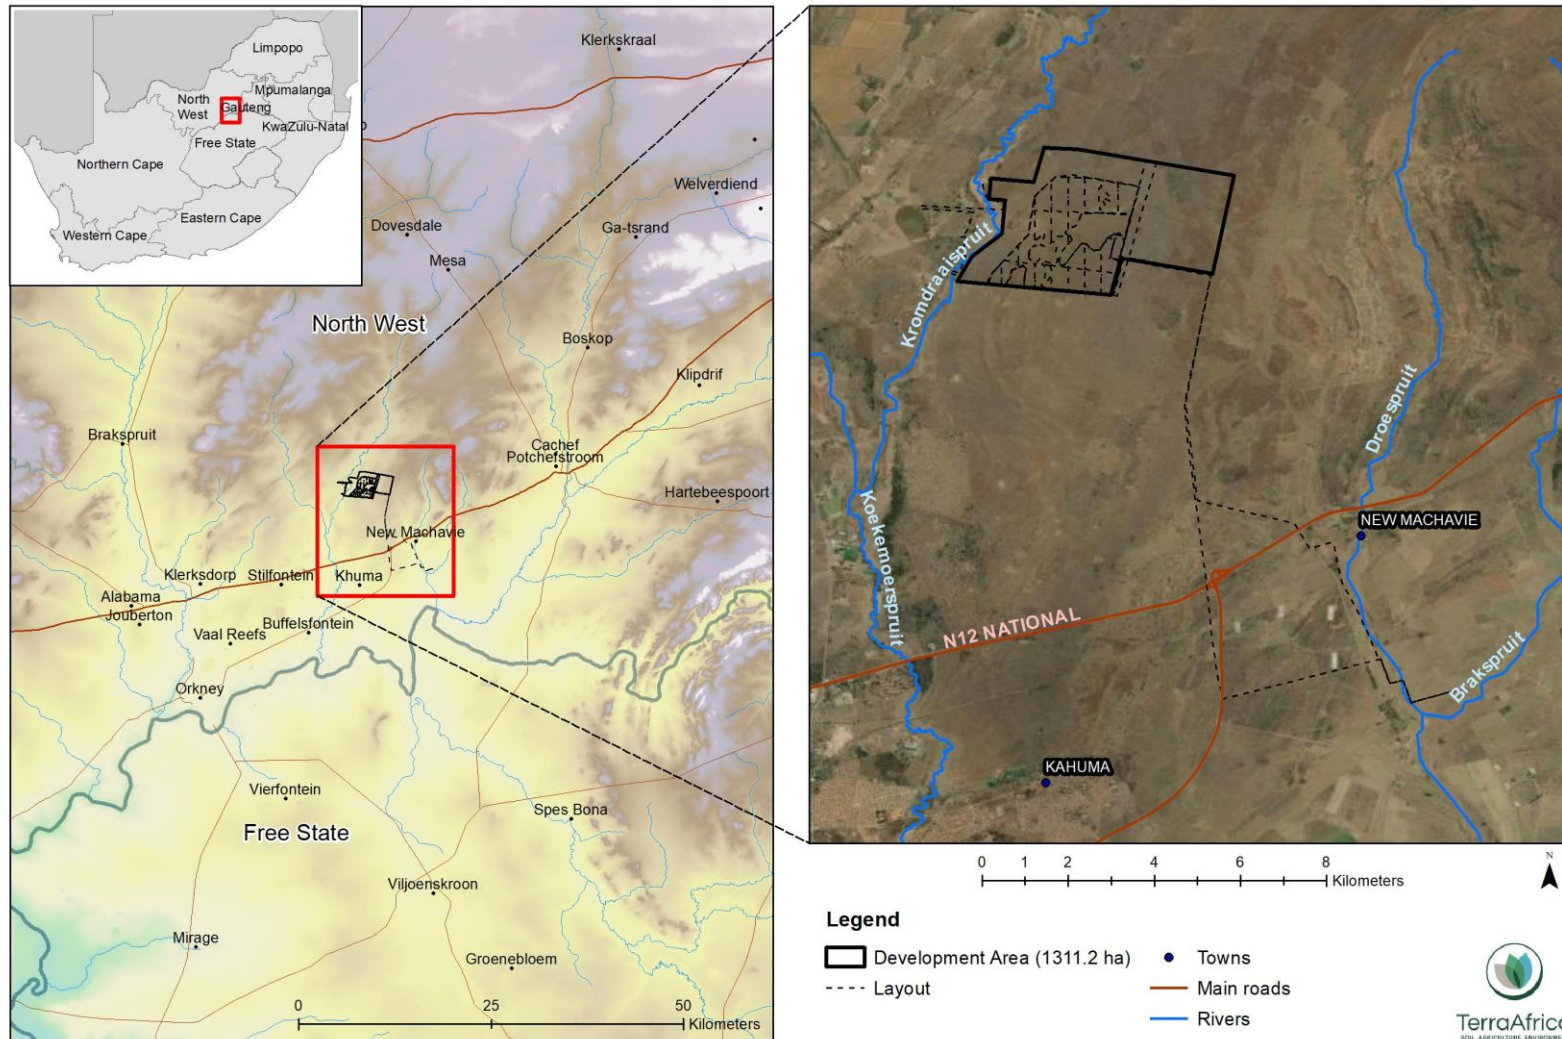 Limpopo
Mpumalanga
North
West
Gauteng
KwaZulu-Natal
Free State
Northern Cape
Eastern Cape
Western Cape
Klerkskraal
Welverdiend
Dovesdale
Ga-tsrand
Mesa
North West
Boskop
Klipdrif
Brakspruit
Cachef
Potchefstroom
Hartebeespoort
New Machavie
Klerksdorp
Stilfontein
Khuma
Alabama
Jouberton
Buffelsfontein
Vaal Reefs
Orkney
Vierfontein
Spes Bona
Free State
Viljoenskroon
Mirage
Groenebloem
0 25 50
Kilometers
Kromdraaispruit
Droespruit
Koekemoerspruit
NEW MACHAVIE
N12 NATIONAL
Brakspruit
KAHUMA
0 1 2 4 6 8
Kilometers
N
Legend
Development Area (1311.2 ha)
Layout
Towns
Main roads
Rivers
TerraAfrica